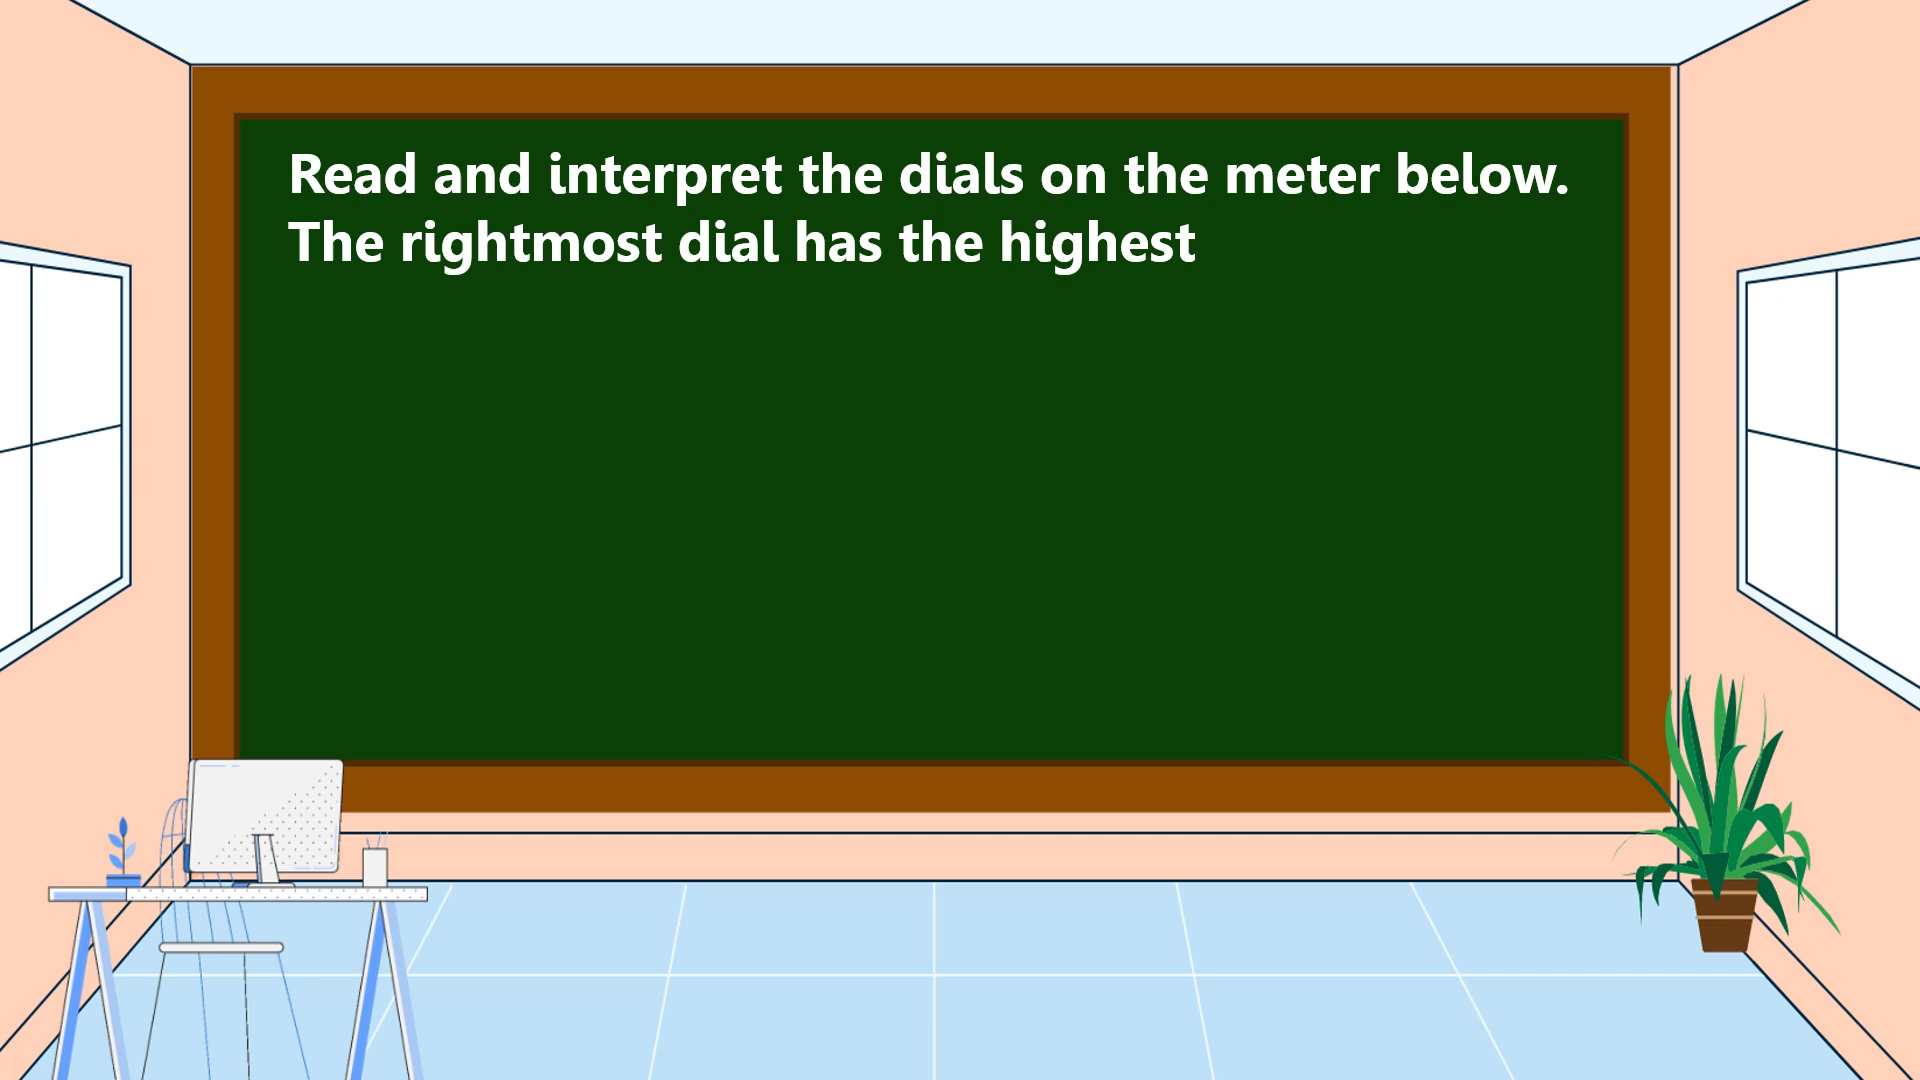 Read and interpret the dials on the meter below.
The rightmost dial has the highest